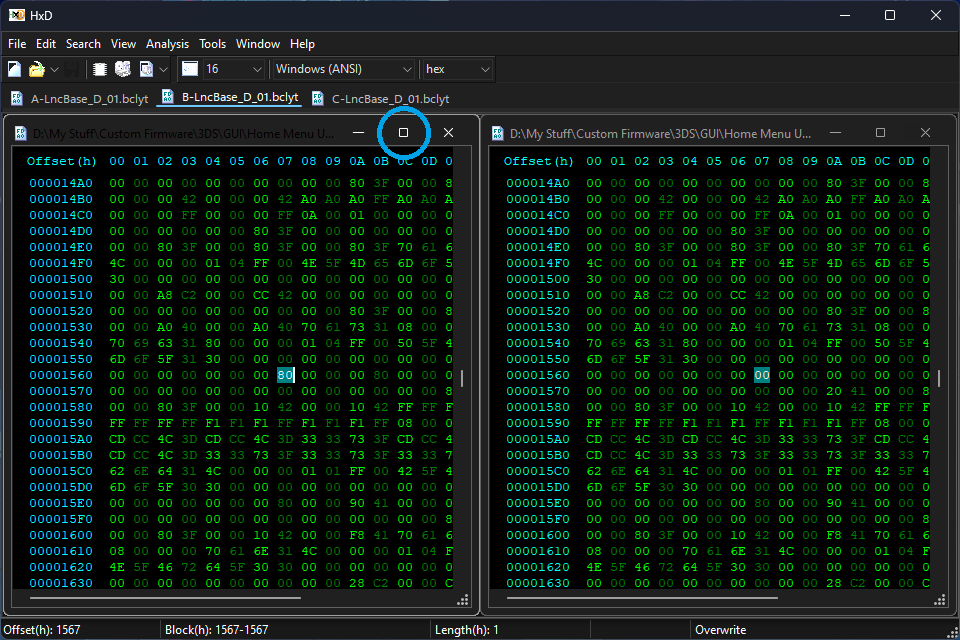 HxD
File Edit Search View Analysis Tools Window Help
16 Windows (ANSI) hex
A-LncBase_D_01.bclyt B-LncBase_D_01.bclyt C-LncBase_D_01.bclyt
D:\My Stuff\Custom Firmware\3DS\GUI\Home Menu U...
Offset(h) 00 01 02 03 04 05 06 07 08 09 0A 0B 0C 0D 0
000014A0 00 00 00 00 00 00 00 00 00 00 80 3F 00 00 8
000014B0 00 00 00 42 00 00 00 42 A0 A0 A0 FF A0 A0 A
000014C0 00 00 00 FF 00 00 00 FF 0A 00 01 00 00 00 0
000014D0 00 00 00 00 00 00 80 3F 00 00 00 00 00 00 0
000014E0 00 00 80 3F 00 00 80 3F 00 00 80 3F 70 61 6
000014F0 4C 00 00 00 01 04 FF 00 4E 5F 4D 65 6D 6F 5
00001500 30 00 00 00 00 00 00 00 00 00 00 00 00 00 0
00001510 00 00 A8 C2 00 00 CC 42 00 00 00 00 00 00 0
00001520 00 00 00 00 00 00 00 00 00 00 80 3F 00 00 8
00001530 00 00 A0 40 00 00 A0 40 70 61 73 31 08 00 0
00001540 70 69 63 31 80 00 00 00 01 04 FF 00 50 5F 4
00001550 6D 6F 5F 31 30 00 00 00 00 00 00 00 00 00 0
00001560 00 00 00 00 00 00 00 80 00 00 00 80 00 00 0
00001570 00 00 00 00 00 00 00 00 00 00 00 00 00 00 8
00001580 00 00 80 3F 00 00 10 42 00 00 10 42 FF FF F
00001590 FF FF FF FF F1 F1 F1 FF F1 F1 F1 FF 08 00 0
000015A0 CD CC 4C 3D CD CC 4C 3D 33 33 73 3F CD CC 4
000015B0 CD CC 4C 3D 33 33 73 3F 33 33 73 3F 33 33 7
000015C0 62 6E 64 31 4C 00 00 00 01 01 FF 00 42 5F 4
000015D0 6D 6F 5F 30 30 00 00 00 00 00 00 00 00 00 0
000015E0 00 00 00 00 00 00 00 80 00 00 90 41 00 00 0
000015F0 00 00 00 00 00 00 00 00 00 00 00 00 00 00 8
00001600 00 00 80 3F 00 00 10 42 00 00 F8 41 70 61 6
00001610 08 00 00 00 70 61 6E 31 4C 00 00 00 01 04 F
00001620 4E 5F 46 72 64 5F 30 30 00 00 00 00 00 00 0
00001630 00 00 00 00 00 00 00 00 00 00 28 C2 00 00 C
D:\My Stuff\Custom Firmware\3DS\GUI\Home Menu U...
Offset(h) 00 01 02 03 04 05 06 07 08 09 0A 0B 0C 0D 0
000014A0 00 00 00 00 00 00 00 00 00 00 80 3F 00 00 8
000014B0 00 00 00 42 00 00 00 42 A0 A0 A0 FF A0 A0 A
000014C0 00 00 00 FF 00 00 00 FF 0A 00 01 00 00 00 0
000014D0 00 00 00 00 00 00 80 3F 00 00 00 00 00 00 0
000014E0 00 00 80 3F 00 00 80 3F 00 00 80 3F 70 61 6
000014F0 4C 00 00 00 01 04 FF 00 4E 5F 4D 65 6D 6F 5
00001500 30 00 00 00 00 00 00 00 00 00 00 00 00 00 0
00001510 00 00 A8 C2 00 00 CC 42 00 00 00 00 00 00 0
00001520 00 00 00 00 00 00 00 00 00 00 80 3F 00 00 8
00001530 00 00 A0 40 00 00 A0 40 70 61 73 31 08 00 0
00001540 70 69 63 31 80 00 00 00 01 04 FF 00 50 5F 4
00001550 6D 6F 5F 31 30 00 00 00 00 00 00 00 00 00 0
00001560 00 00 00 00 00 00 00 00 00 00 00 00 00 00 0
00001570 00 00 00 00 00 00 00 00 00 00 20 41 00 00 8
00001580 00 00 80 3F 00 00 10 42 00 00 10 42 FF FF F
00001590 FF FF FF FF F1 F1 F1 FF F1 F1 F1 FF 08 00 0
000015A0 CD CC 4C 3D CD CC 4C 3D 33 33 73 3F CD CC 4
000015B0 CD CC 4C 3D 33 33 73 3F 33 33 73 3F 33 33 7
000015C0 62 6E 64 31 4C 00 00 00 01 01 FF 00 42 5F 4
000015D0 6D 6F 5F 30 30 00 00 00 00 00 00 00 00 00 0
000015E0 00 00 00 00 00 00 00 80 00 00 90 41 00 00 0
000015F0 00 00 00 00 00 00 00 00 00 00 00 00 00 00 8
00001600 00 00 80 3F 00 00 10 42 00 00 F8 41 70 61 6
00001610 08 00 00 00 70 61 6E 31 4C 00 00 00 01 04 F
00001620 4E 5F 46 72 64 5F 30 30 00 00 00 00 00 00 0
00001630 00 00 00 00 00 00 00 00 00 00 28 C2 00 00 C
Offset(h): 1567 Block(h): 1567-1567 Length(h): 1 Overwrite